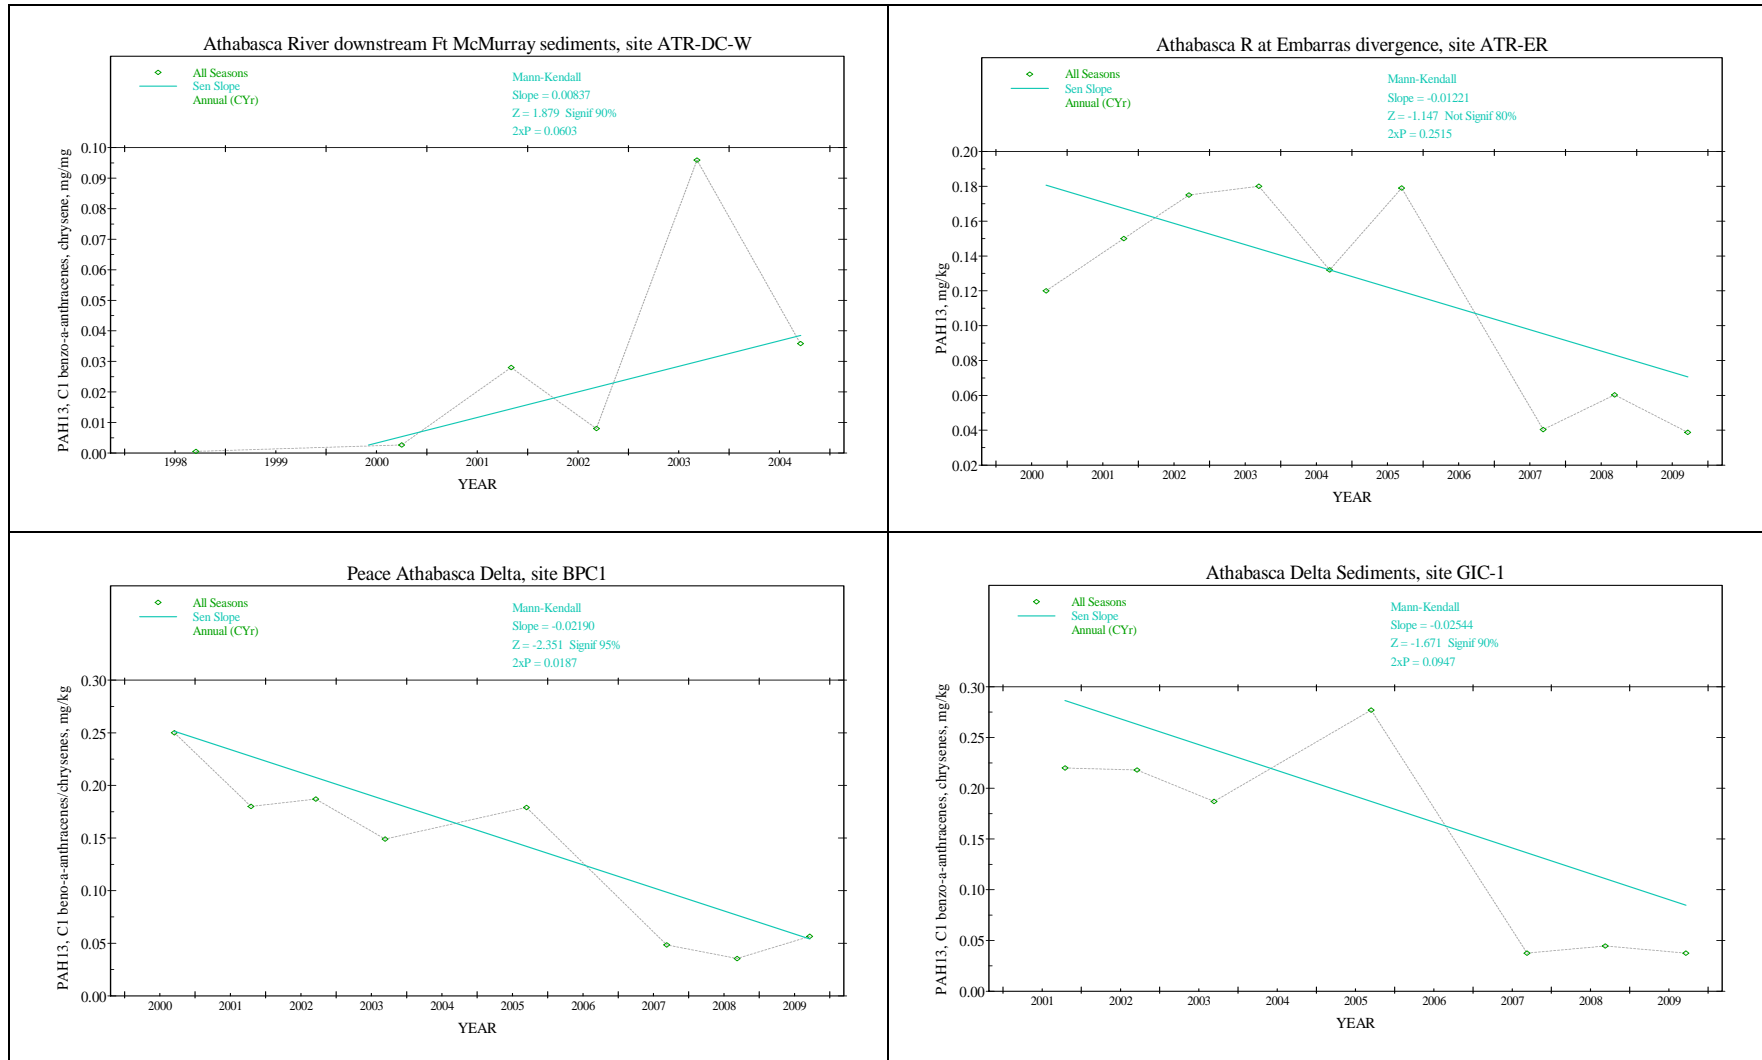 Athabasca River downstream Ft McMurray sediments, site ATR-DC-W
All Seasons
Sen Slope
Annual (CYr)
Mann-Kendall
Slope = 0.00837
Z = 1.879 Signif 90%
2xP = 0.0603
PAH13, C1 benzo-a-anthracenes, chrysene, mg/mg
0.10
0.09
0.08
0.07
0.06
0.05
0.04
0.03
0.02
0.01
0.00
1998 1999 2000 2001 2002 2003 2004
YEAR
Athabasca R at Embarras divergence, site ATR-ER
All Seasons
Sen Slope
Annual (CYr)
Mann-Kendall
Slope = -0.01221
Z = -1.147 Not Signif 80%
2xP = 0.2515
PAH13, mg/kg
0.20
0.18
0.16
0.14
0.12
0.10
0.08
0.06
0.04
0.02
2000 2001 2002 2003 2004 2005 2007 2008 2009
YEAR
Peace Athabasca Delta, site BPC1
All Seasons
Sen Slope
Annual (CYr)
Mann-Kendall
Slope = -0.02190
Z = -2.351 Signif 95%
2xP = 0.0187
PAH13, C1 beno-a-anthracenes/chrysenes, mg/kg
0.30
0.25
0.20
0.15
0.10
0.05
0.00
2000 2001 2002 2003 2004 2005 2006 2007 2008 2009
YEAR
Athabasca Delta Sediments, site GIC-1
All Seasons
Sen Slope
Annual (CYr)
Mann-Kendall
Slope = -0.02544
Z = -1.671 Signif 90%
2xP = 0.0947
PAH13, C1 benzo-a-anthracenes, chrysenes, mg/kg
0.30
0.25
0.20
0.15
0.10
0.05
0.00
2001 2002 2003 2004 2005 2006 2007 2008 2009
YEAR